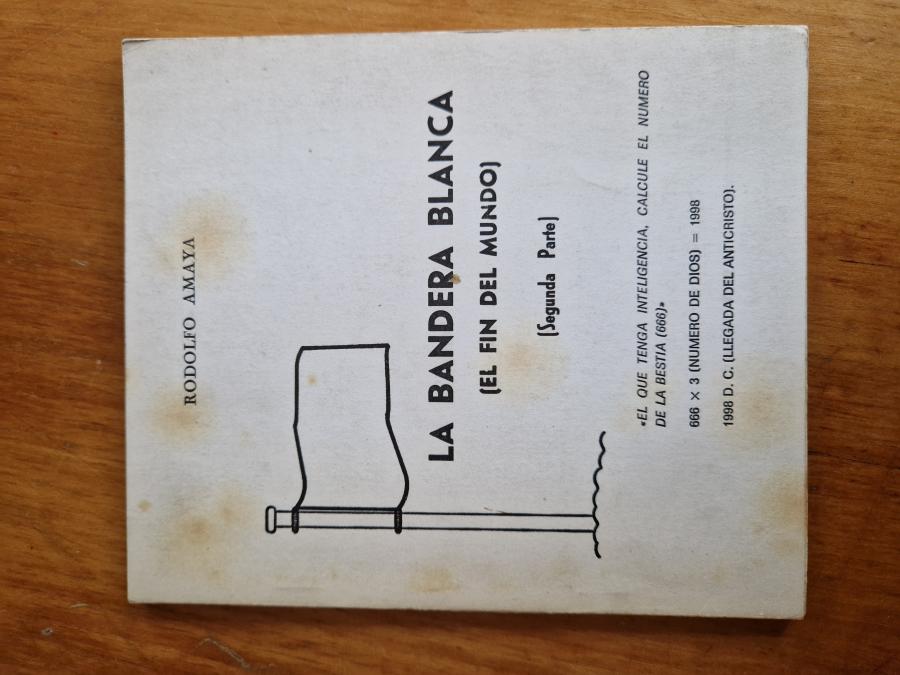 RODOLFO AMAYA
LA BANDERA BLANCA
(EL FIN DEL MUNDO)
(Segunda Parte)
«EL QUE TENGA INTELIGENCIA, CALCULE EL NUMERO
DE LA BESTIA (666)»
666 × 3 (NUMERO DE DIOS) = 1998
1998 D. C. (LLEGADA DEL ANTICRISTO).